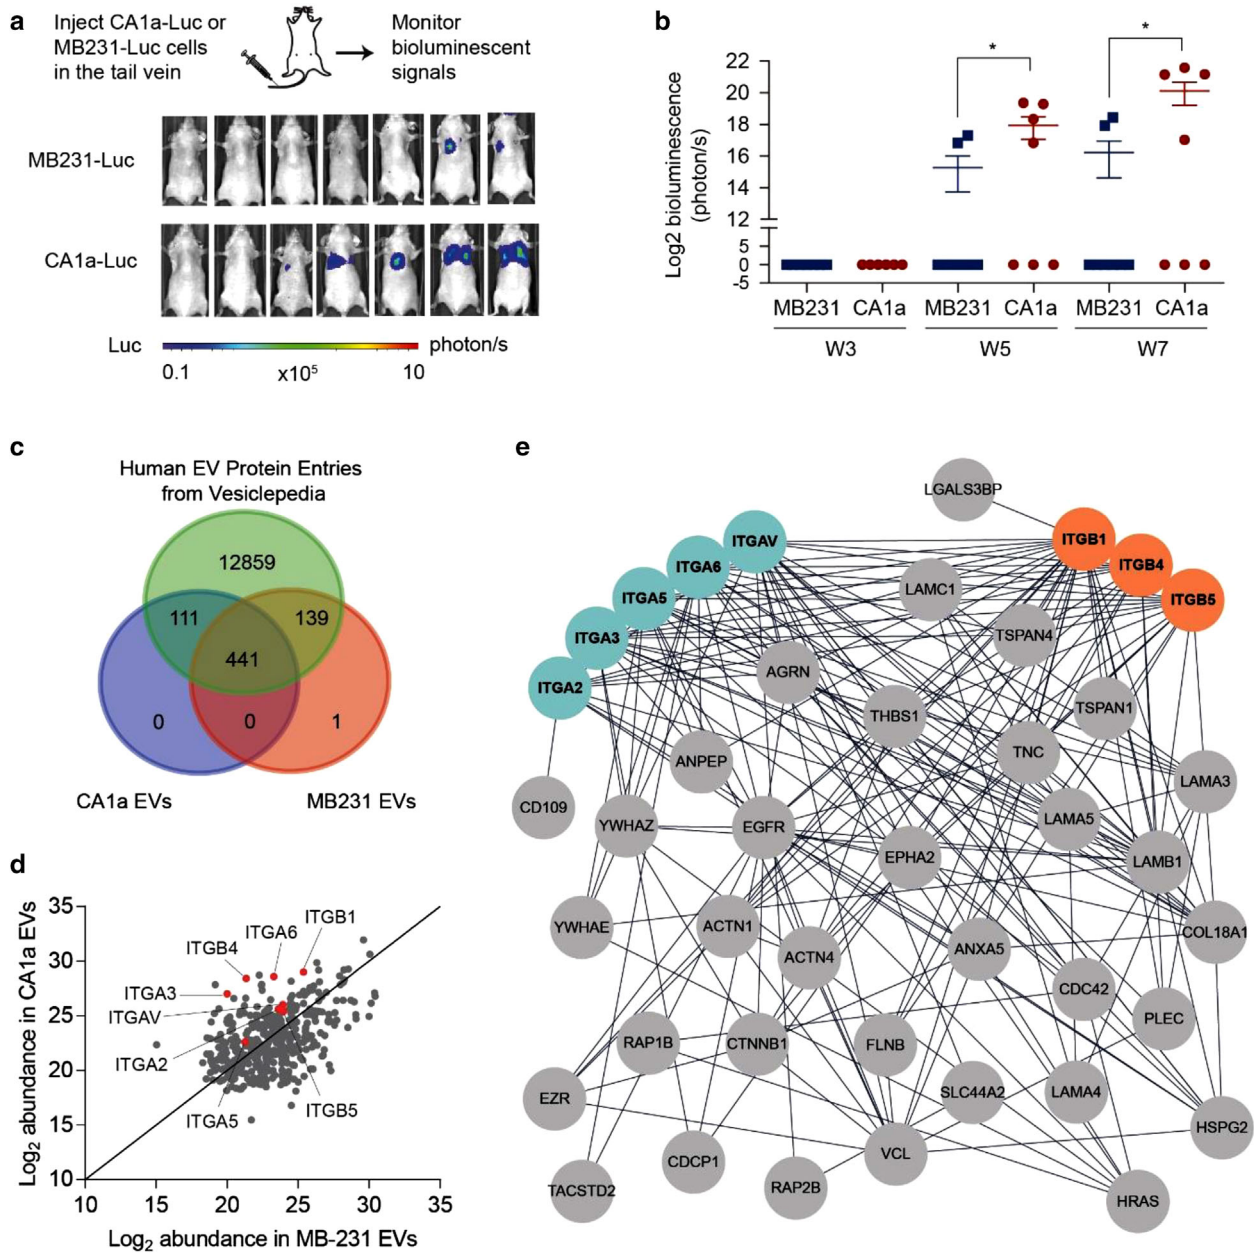 a
Inject CA1a-Luc or
MB231-Luc cells
in the tail vein
Monitor
bioluminescent
signals
MB231-Luc
CA1a-Luc
Luc
photon/s
0.1
x10⁵
10
b
Log2 bioluminescence
(photon/s)
22
20
18
16
14
12
12
5
0
-5
*
*
MB231 CA1a MB231 CA1a MB231 CA1a
W3 W5 W7
c
Human EV Protein Entries
from Vesiclepedia
12859
111
139
441
0
0
1
CA1a EVs
MB231 EVs
d
Log₂ abundance in CA1a EVs
35
30
25
20
15
10
10 15 20 25 30 35
Log₂ abundance in MB-231 EVs
ITGB1
ITGA6
ITGB4
ITGA3
ITGAV
ITGA2
ITGA5
ITGB5
e
LGALS3BP
ITGAV
ITGB1
ITGA6
ITGB4
ITGA5
LAMC1
ITGB5
ITGA3
TSPAN4
ITGA2
AGRN
THBS1
TSPAN1
ANPEP
TNC
LAMA3
CD109
YWHAZ
EGFR
LAMA5
EPHA2
LAMB1
YWHAE
ACTN1
ACTN4
ANXA5
COL18A1
CDC42
PLEC
RAP1B
CTNNB1
FLNB
EZR
SLC44A2
LAMA4
HSPG2
CDCP1
VCL
TACSTD2
RAP2B
HRAS